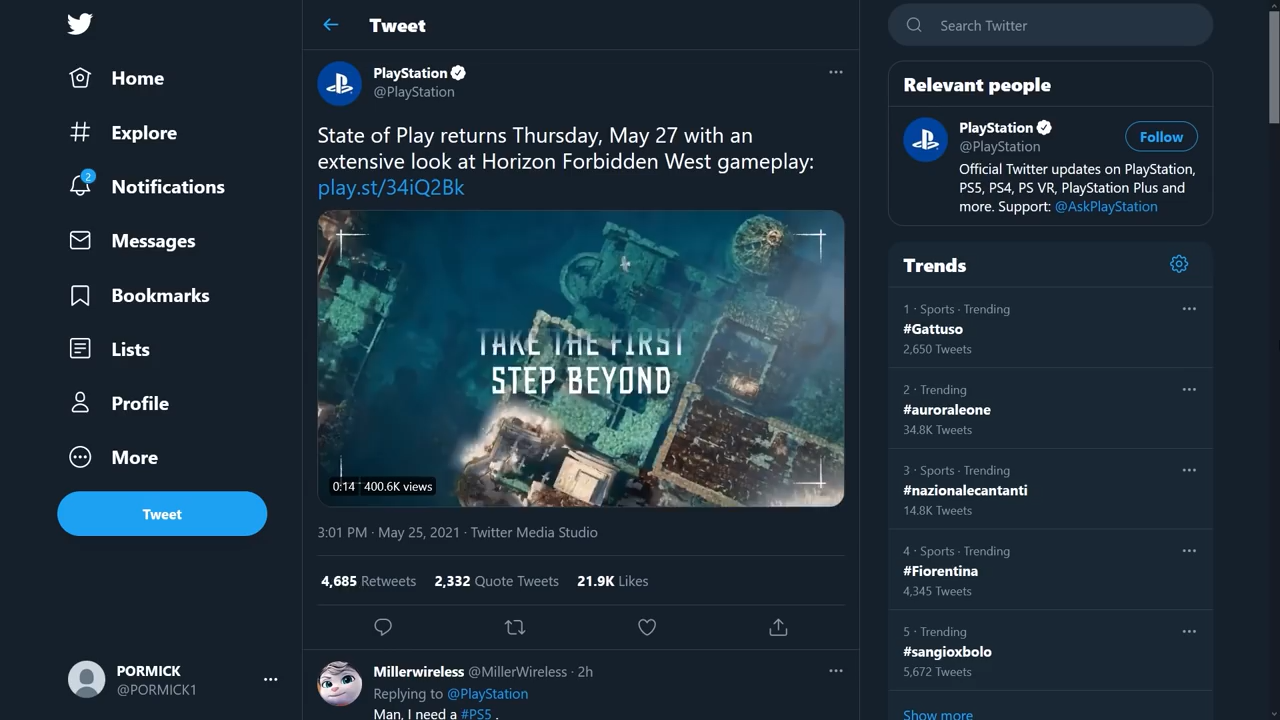 Home
Explore
2
Notifications
Messages
Bookmarks
Lists
Profile
More
Tweet
PORMICK
@PORMICK1
Tweet
PlayStation
@PlayStation
State of Play returns Thursday, May 27 with an
extensive look at Horizon Forbidden West gameplay:
play.st/34iQ2Bk
TAKE THE FIRST
STEP BEYOND
0:14 400.6K views
3:01 PM · May 25, 2021 · Twitter Media Studio
4,685 Retweets 2,332 Quote Tweets 21.9K Likes
Millerwireless @MillerWireless · 2h
Replying to @PlayStation
Man, I need a #PS5 .
Search Twitter
Relevant people
PlayStation
@PlayStation
Follow
Official Twitter updates on PlayStation,
PS5, PS4, PS VR, PlayStation Plus and
more. Support: @AskPlayStation
Trends
1 · Sports · Trending
#Gattuso
2,650 Tweets
2 · Trending
#auroraleone
34.8K Tweets
3 · Sports · Trending
#nazionalecantanti
14.8K Tweets
4 · Sports · Trending
#Fiorentina
4,345 Tweets
5 · Trending
#sangioxbolo
5,672 Tweets
Show more